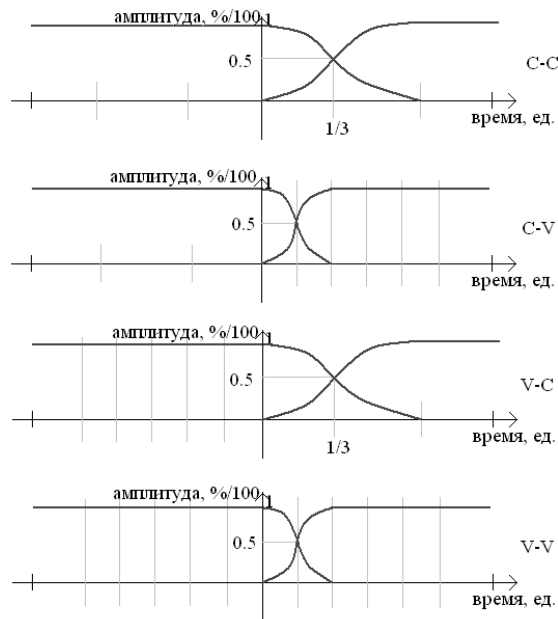 амплитуда, %/100
1
0.5
C-C
1/3
время, ед.
амплитуда, %/100
1
0.5
C-V
время, ед.
амплитуда, %/100
1
0.5
V-C
1/3
время, ед.
амплитуда, %/100
1
0.5
V-V
время, ед.